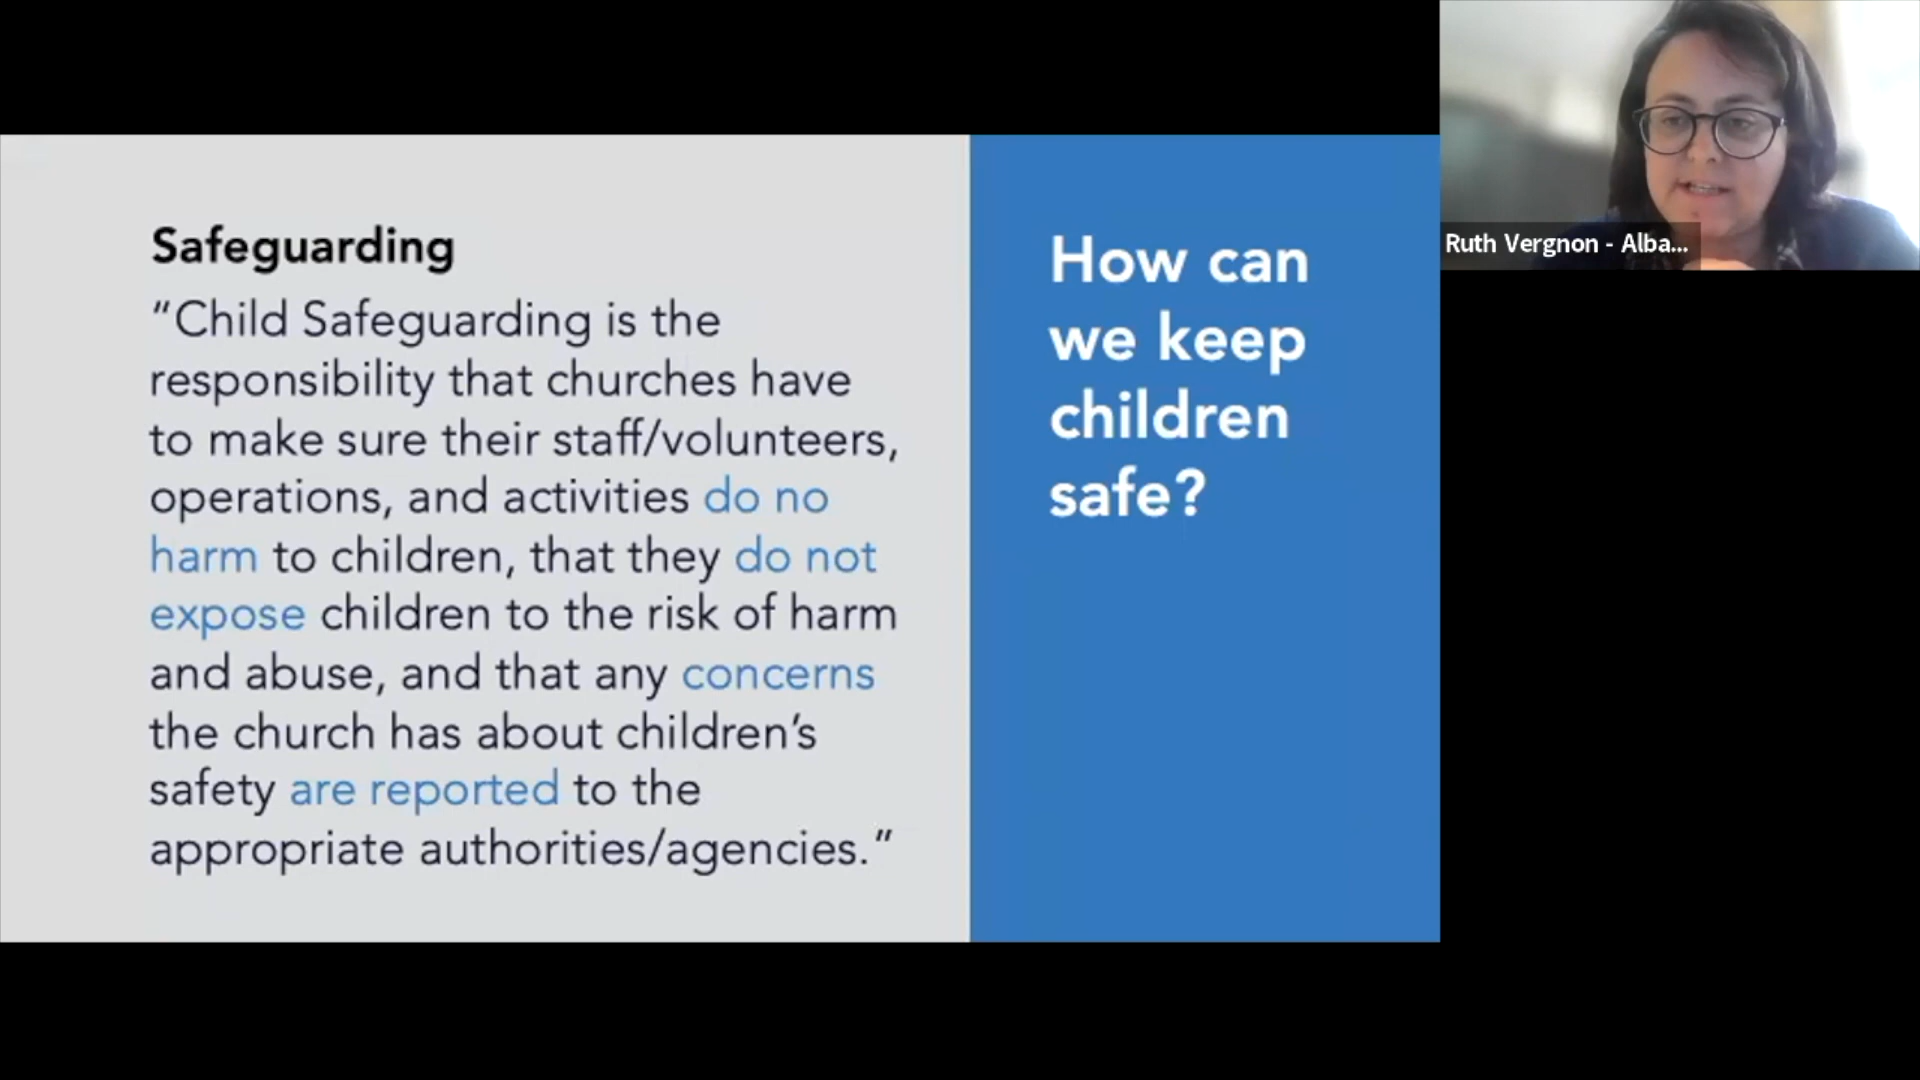 Safeguarding
“Child Safeguarding is the
responsibility that churches have
to make sure their staff/volunteers,
operations, and activities do no
harm to children, that they do not
expose children to the risk of harm
and abuse, and that any concerns
the church has about children’s
safety are reported to the
appropriate authorities/agencies.”
How can
we keep
children
safe?
Ruth Vergnon - Alba...